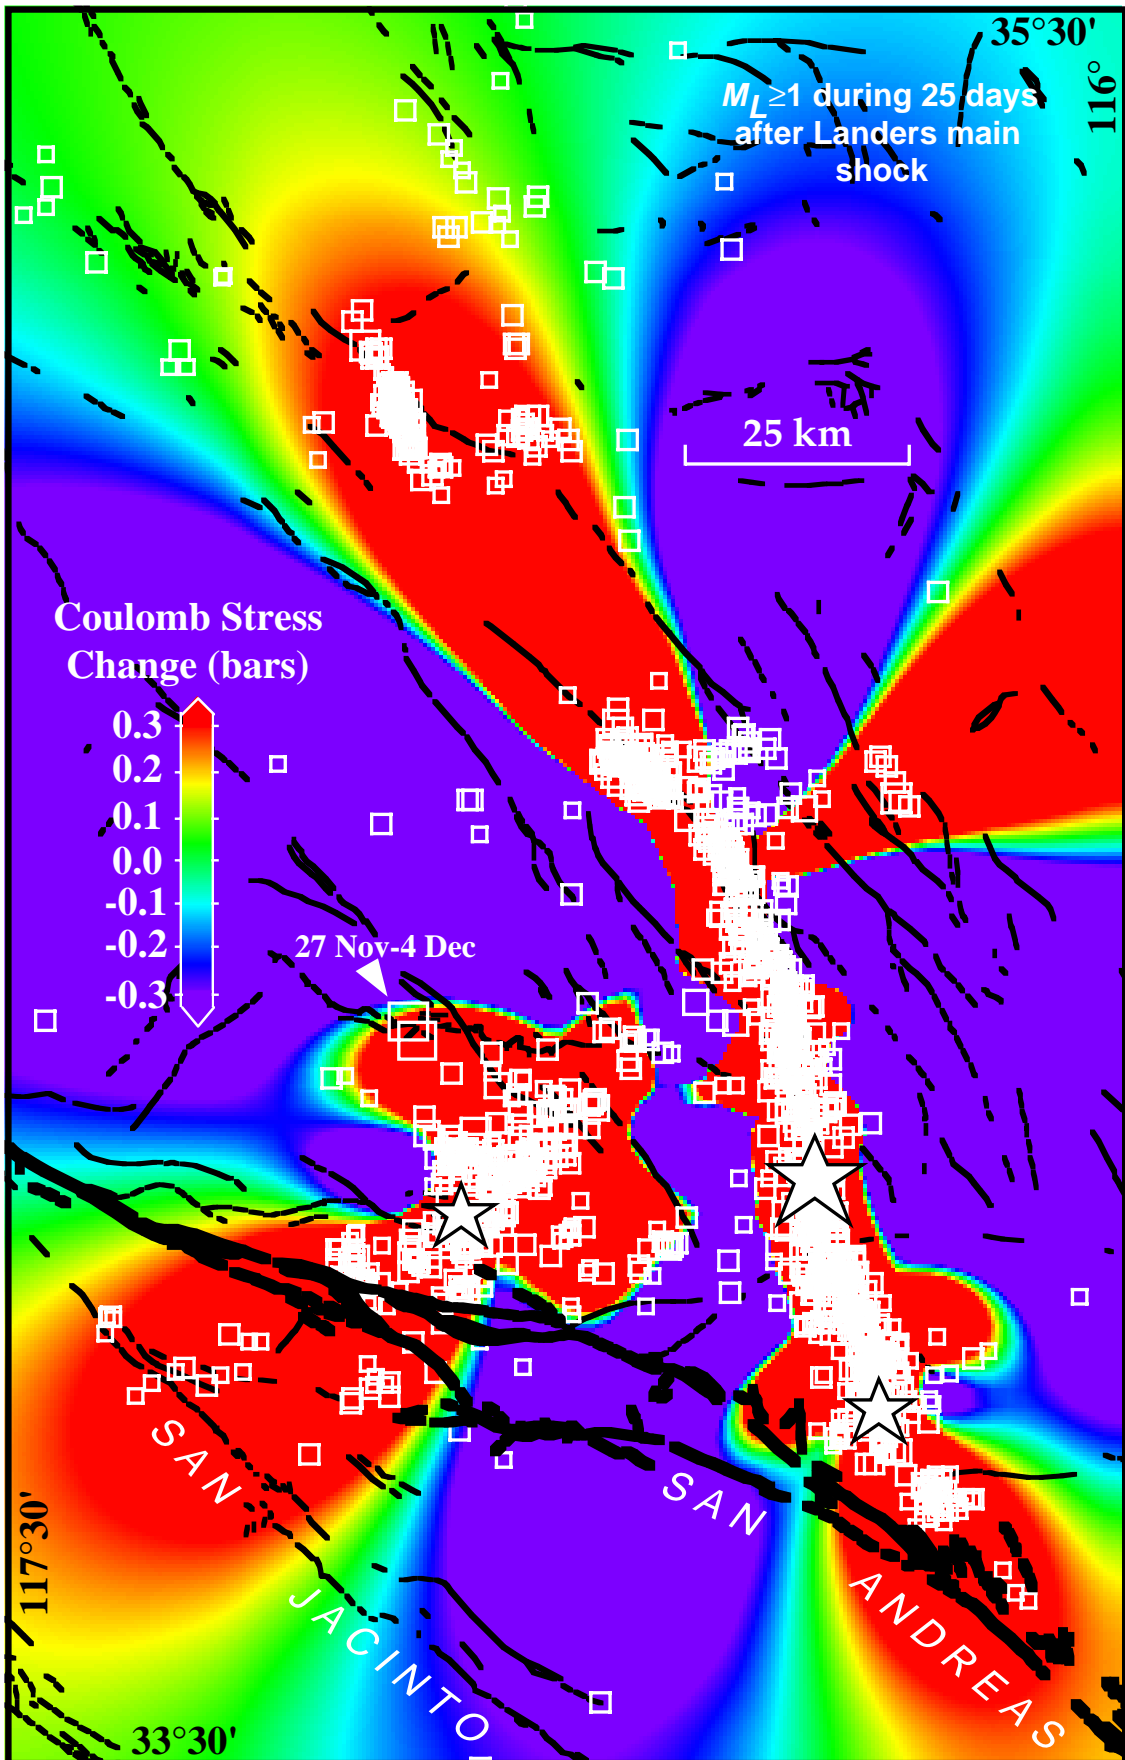 35°30'
116°
M_L≥1 during 25 days
after Landers main
shock
25 km
Coulomb Stress
Change (bars)
0.3
0.2
0.1
0.0
-0.1
-0.2
-0.3
27 Nov-4 Dec
SAN
JACINTO
SAN
ANDREAS
117°30'
33°30'